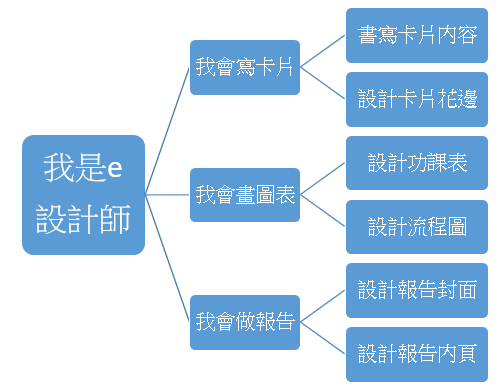 我是e
設計師
我會寫卡片
書寫卡片內容
設計卡片花邊
我會畫圖表
設計功課表
設計流程圖
我會做報告
設計報告封面
設計報告內頁